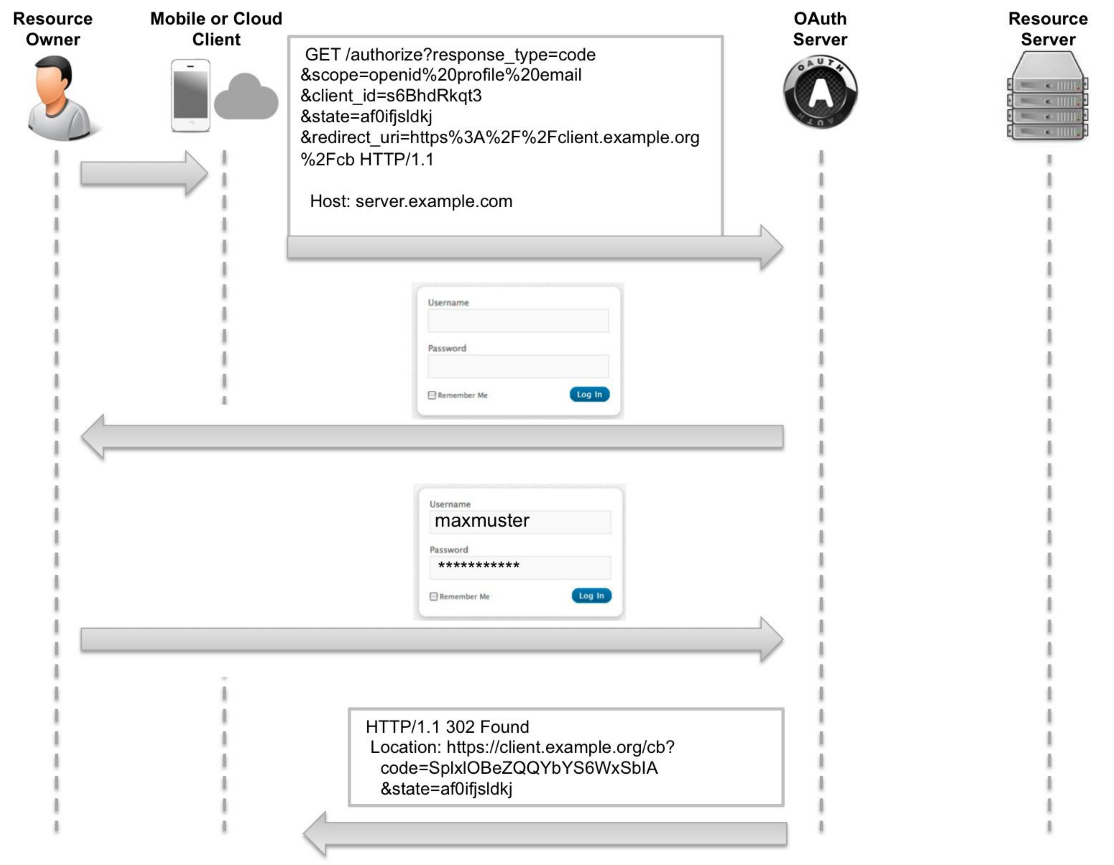 Resource
Owner
Mobile or Cloud
Client
OAuth
Server
Resource
Server
OAUTH
A
GET /authorize?response_type=code
&scope=openid%20profile%20email
&client_id=s6BhdRkqt3
&state=af0ifjsldkj
&redirect_uri=https%3A%2F%2Fclient.example.org
%2Fcb HTTP/1.1
Host: server.example.com
Username
Password
Remember Me
Log In
Username
maxmuster
Password
***********
Remember Me
Log In
HTTP/1.1 302 Found
Location: https://client.example.org/cb?
code=SplxlOBeZQQYbYS6WxSbIA
&state=af0ifjsldkj